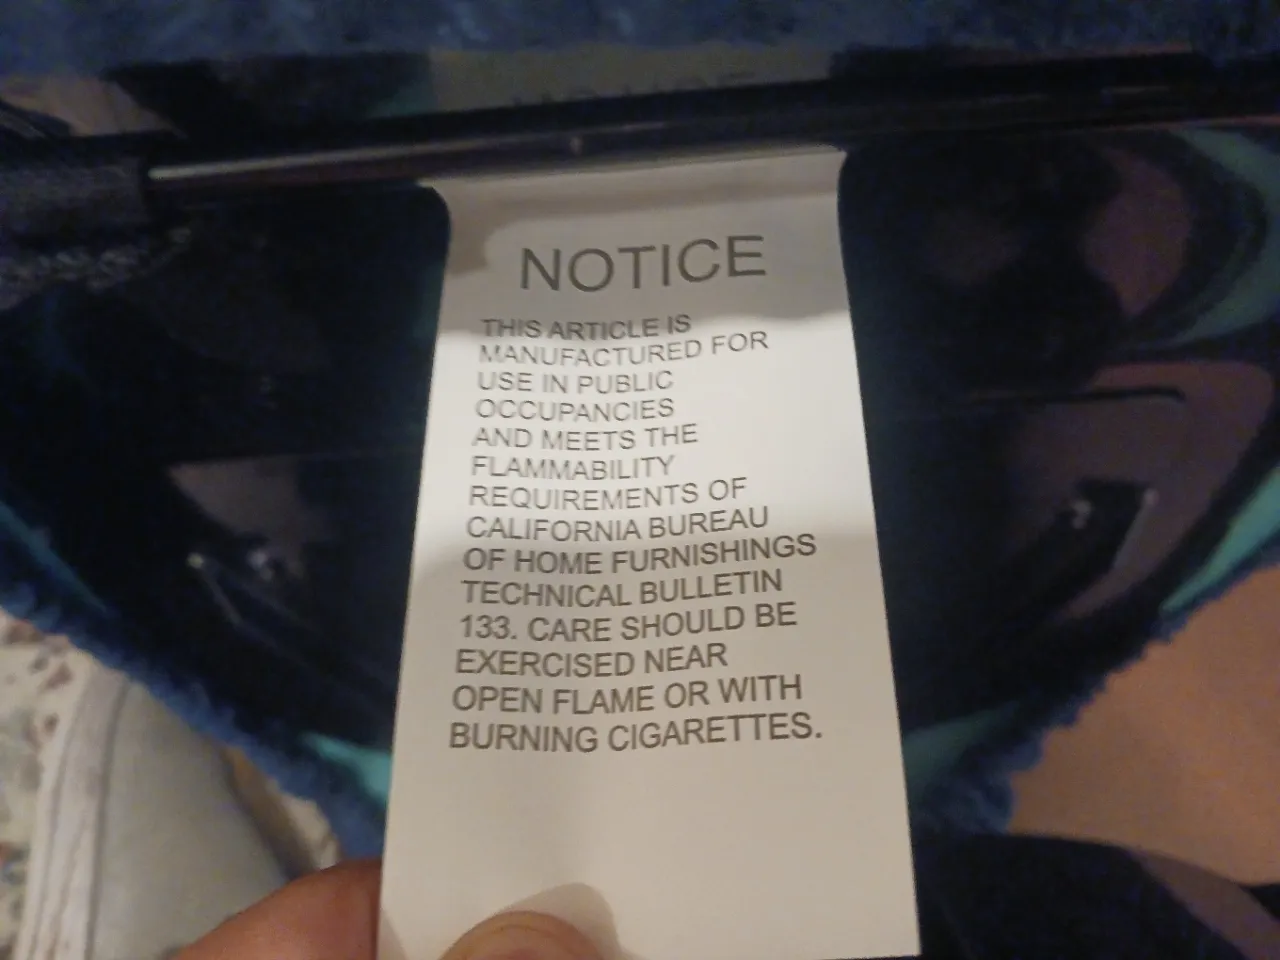 NOTICE
THIS ARTICLE IS
MANUFACTURED FOR
USE IN PUBLIC
OCCUPANCIES
AND MEETS THE
FLAMMABILITY
REQUIREMENTS OF
CALIFORNIA BUREAU
OF HOME FURNISHINGS
TECHNICAL BULLETIN
133. CARE SHOULD BE
EXERCISED NEAR
OPEN FLAME OR WITH
BURNING CIGARETTES.